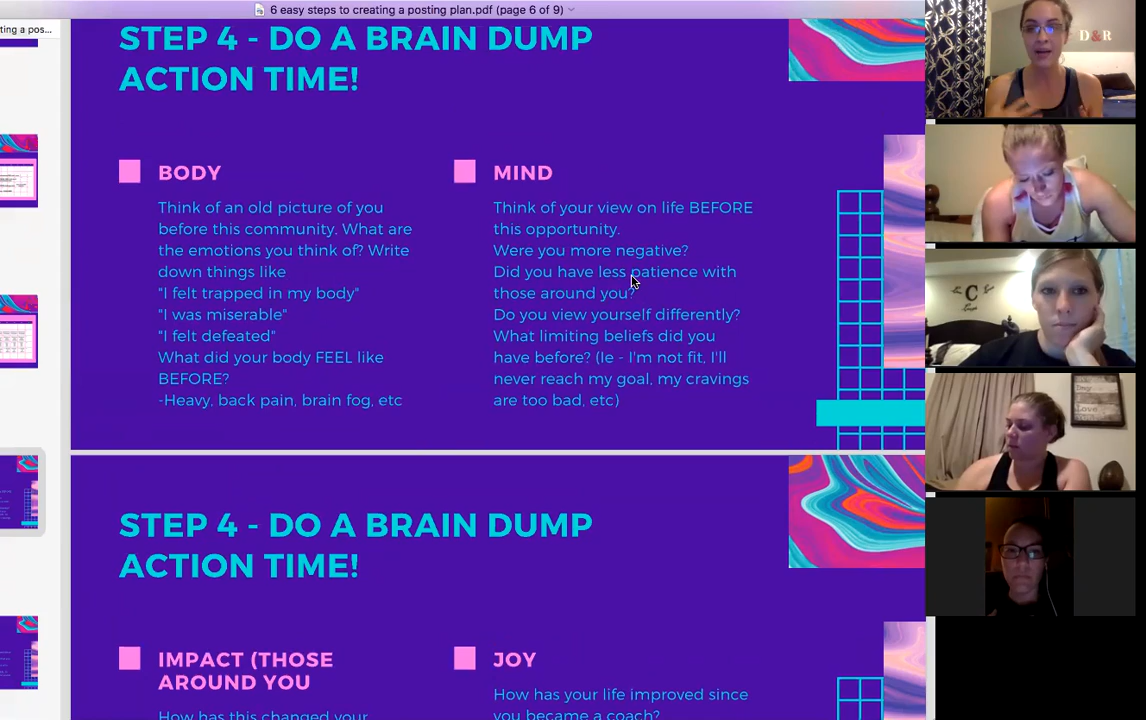 6 easy steps to creating a posting plan.pdf (page 6 of 9)
ting a pos...
STEP 4 - DO A BRAIN DUMP
ACTION TIME!
BODY
Think of an old picture of you
before this community. What are
the emotions you think of? Write
down things like
"I felt trapped in my body"
"I was miserable"
"I felt defeated"
What did your body FEEL like
BEFORE?
-Heavy, back pain, brain fog, etc
MIND
Think of your view on life BEFORE
this opportunity.
Were you more negative?
Did you have less patience with
those around you?
Do you view yourself differently?
What limiting beliefs did you
have before? (Ie - I'm not fit, I'll
never reach my goal, my cravings
are too bad, etc)
STEP 4 - DO A BRAIN DUMP
ACTION TIME!
IMPACT (THOSE
AROUND YOU
How has this changed your
JOY
How has your life improved since
you became a coach?
D&R
C